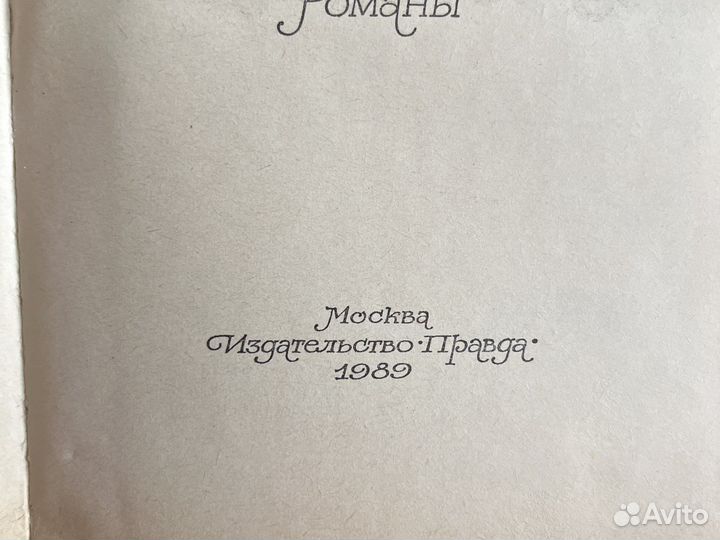 Романы
Москва
Издательство·Правда·
1989
Avito